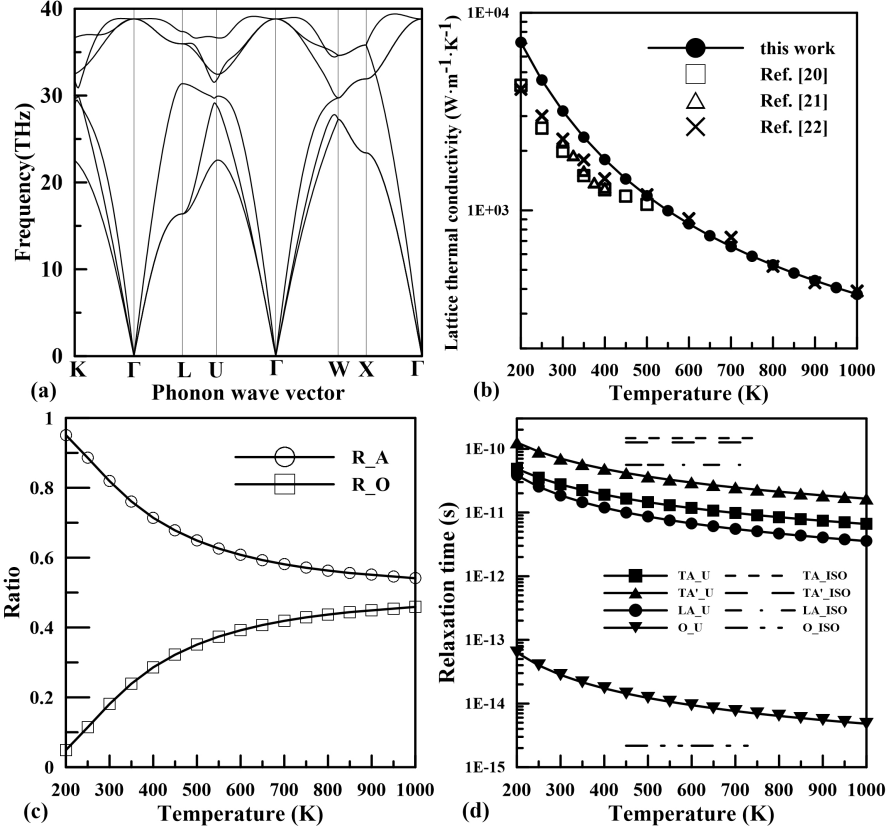 40
30
20
10
0
Frequency(THz)
K Γ L U Γ W X Γ
(a) Phonon wave vector
1E+04
1E+03
Lattice thermal conductivity (W·m⁻¹·K⁻¹)
this work
Ref. [20]
Ref. [21]
Ref. [22]
200 300 400 500 600 700 800 900 1000
(b) Temperature (K)
1
0.8
0.6
0.4
0.2
0
Ratio
R_A
R_O
200 300 400 500 600 700 800 900 1000
(c) Temperature (K)
1E-10
1E-11
1E-12
1E-13
1E-14
1E-15
Relaxation time (s)
TA_U TA_ISO
TA'_U TA'_ISO
LA_U LA_ISO
O_U O_ISO
200 300 400 500 600 700 800 900 1000
(d) Temperature (K)